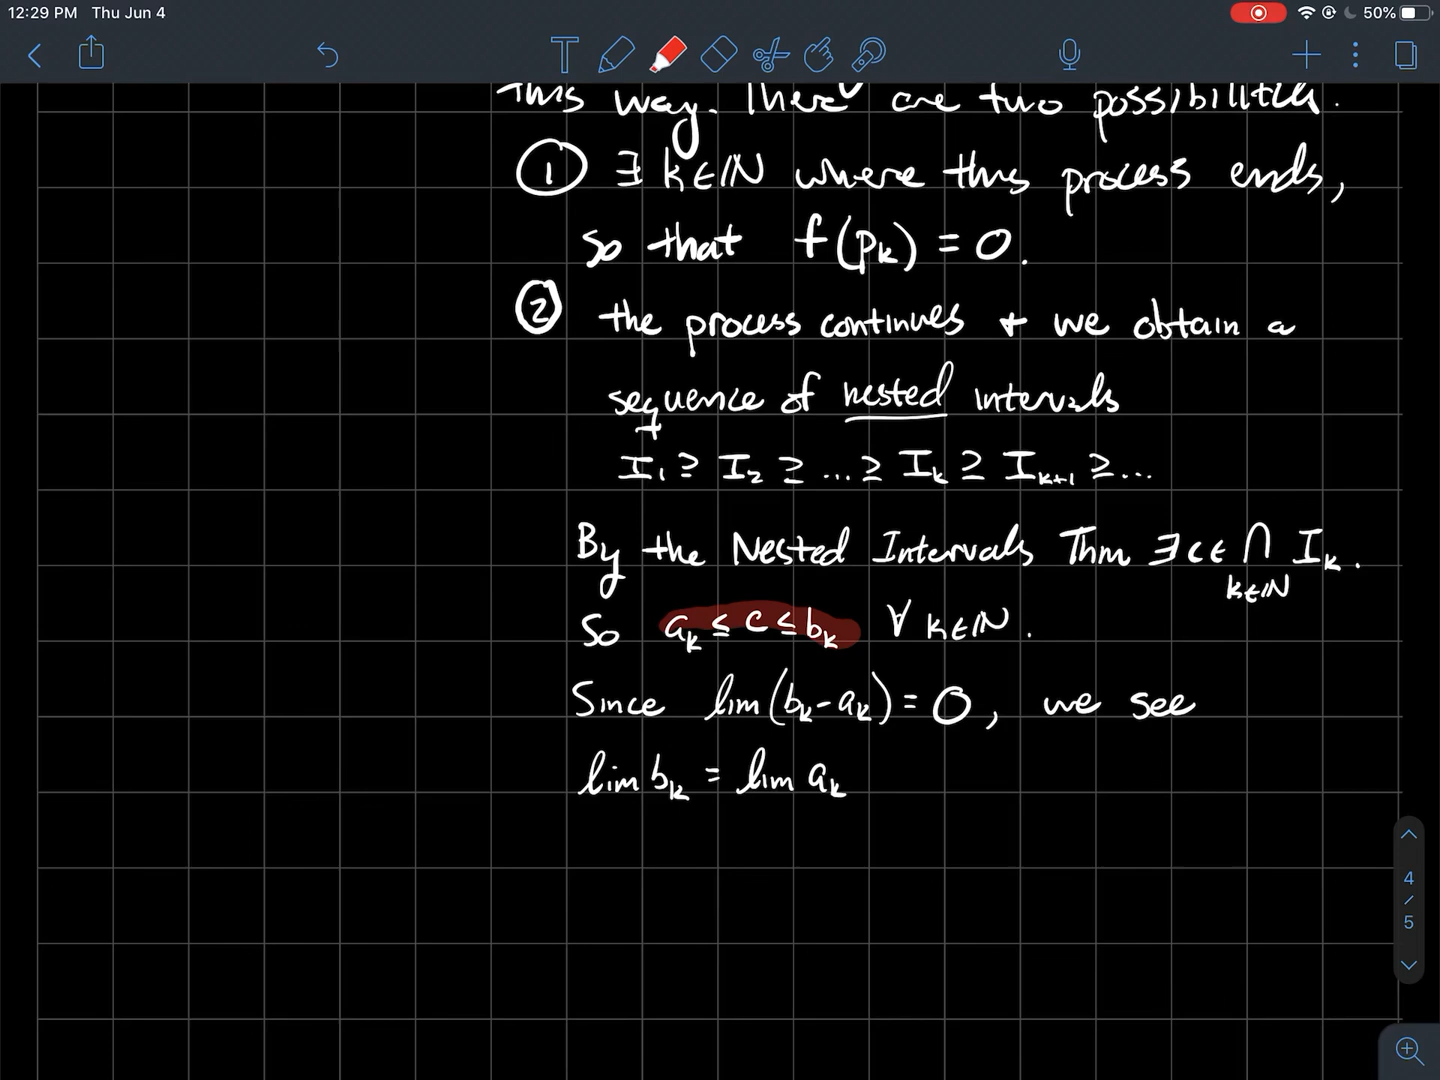 12:29 PM Thu Jun 4 50%
this way. There are two possibilities.
① ∃ k∈ℕ where this process ends,
so that f(pₖ) = 0.
② the process continues + we obtain a
sequence of nested intervals
I₁ ⊇ I₂ ⊇ ... ⊇ Iₖ ⊇ Iₖ₊₁ ⊇ ...
By the Nested Intervals Thm ∃ c ∈ ⋂ Iₖ.
k∈ℕ
So aₖ ≤ c ≤ bₖ ∀ k∈ℕ.
Since lim (bₖ - aₖ) = 0, we see
lim bₖ = lim aₖ
4
/
5